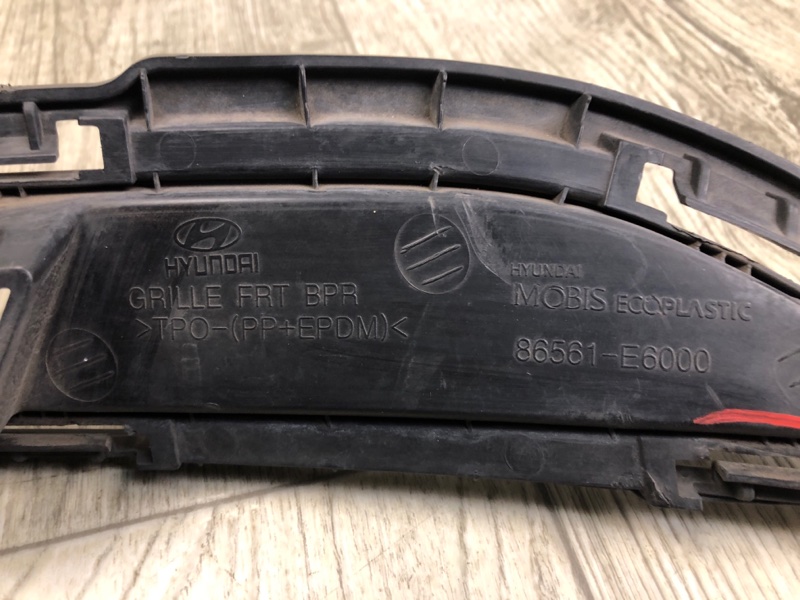 HYUNDAI
GRILLE FRT BPR
>TPO-(PP+EPDM)<
HYUNDAI
MOBIS ECOPLASTIC
86561-E6000